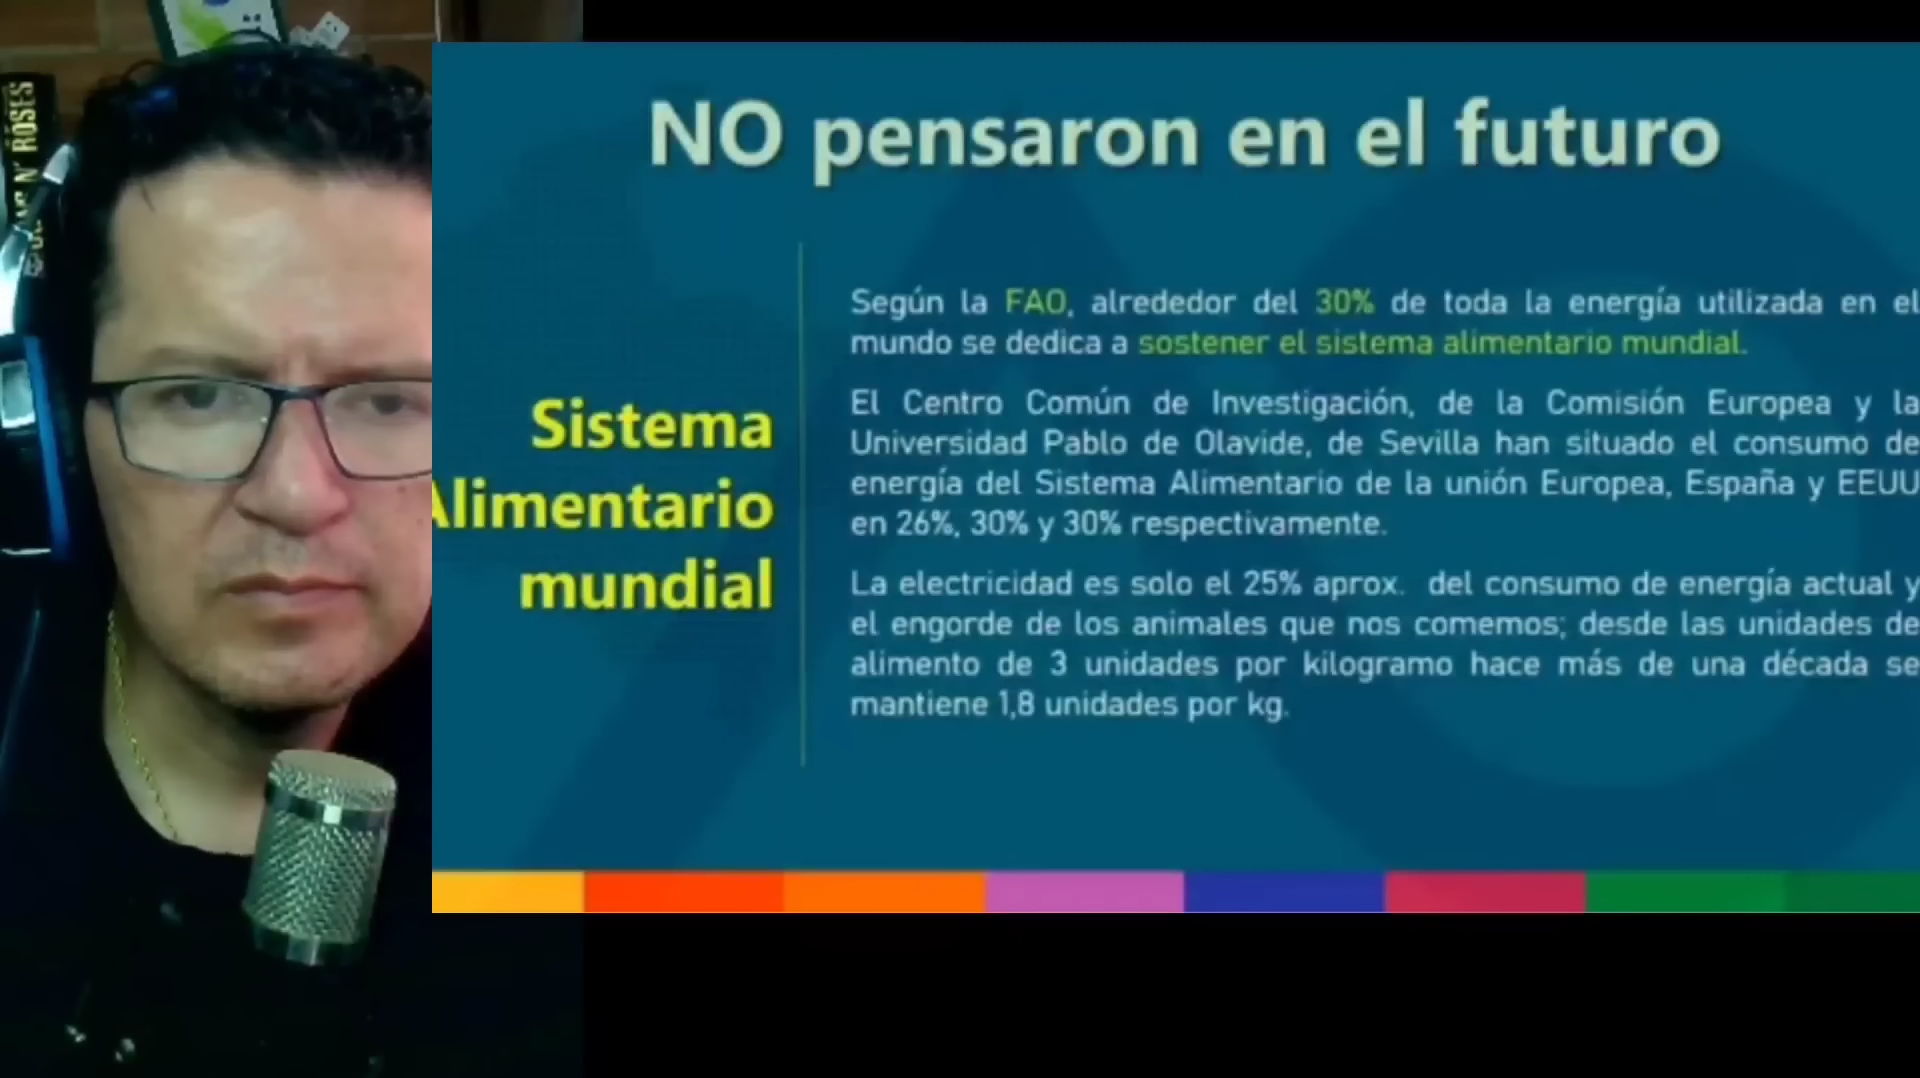 NO pensaron en el futuro
Sistema
Alimentario
mundial
Según la FAO, alrededor del 30% de toda la energía utilizada en el
mundo se dedica a sostener el sistema alimentario mundial.
El Centro Común de Investigación, de la Comisión Europea y la
Universidad Pablo de Olavide, de Sevilla han situado el consumo de
energía del Sistema Alimentario de la unión Europea, España y EEUU
en 26%, 30% y 30% respectivamente.
La electricidad es solo el 25% aprox. del consumo de energía actual y
el engorde de los animales que nos comemos; desde las unidades de
alimento de 3 unidades por kilogramo hace más de una década se
mantiene 1,8 unidades por kg.
N' ROSES